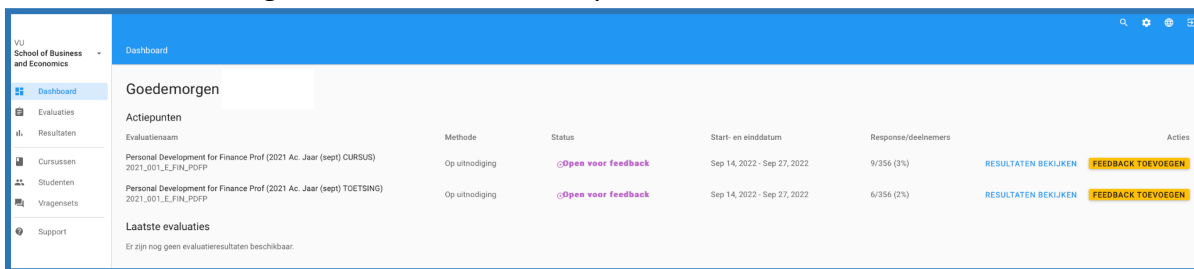 VU
School of Business
and Economics
Dashboard
Dashboard
Evaluaties
Resultaten
Cursussen
Studenten
Vragensets
Support
Goedemorgen
Actiepunten
Evaluatienaam Methode Status Start- en einddatum Response/deelnemers Acties
Personal Development for Finance Prof (2021 Ac. Jaar (sept) CURSUS)
2021_001_E_FIN_PDFP Op uitnodiging Open voor feedback Sep 14, 2022 - Sep 27, 2022 9/356 (3%) RESULTATEN BEKIJKEN FEEDBACK TOEVOEGEN
Personal Development for Finance Prof (2021 Ac. Jaar (sept) TOETSING)
2021_001_E_FIN_PDFP Op uitnodiging Open voor feedback Sep 14, 2022 - Sep 27, 2022 6/356 (2%) RESULTATEN BEKIJKEN FEEDBACK TOEVOEGEN
Laatste evaluaties
Er zijn nog geen evaluatieresultaten beschikbaar.